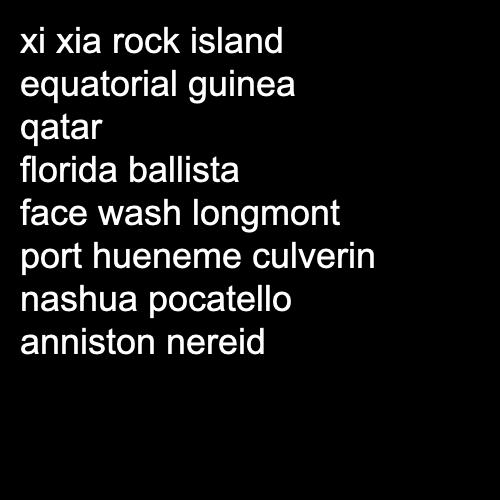 xi xia rock island
equatorial guinea
qatar
florida ballista
face wash longmont
port hueneme culverin
nashua pocatello
anniston nereid